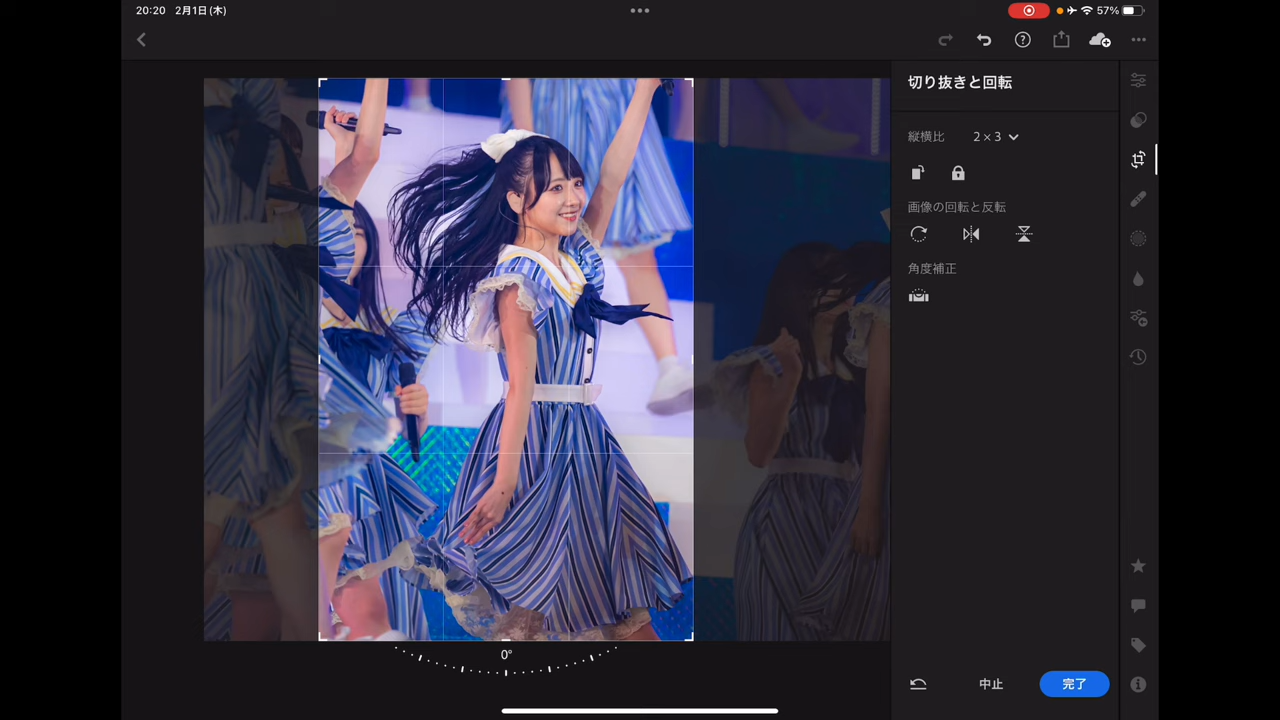 20:20 2月1日(木)
57%
切り抜きと回転
縦横比 2×3
画像の回転と反転
角度補正
0°
中止 完了